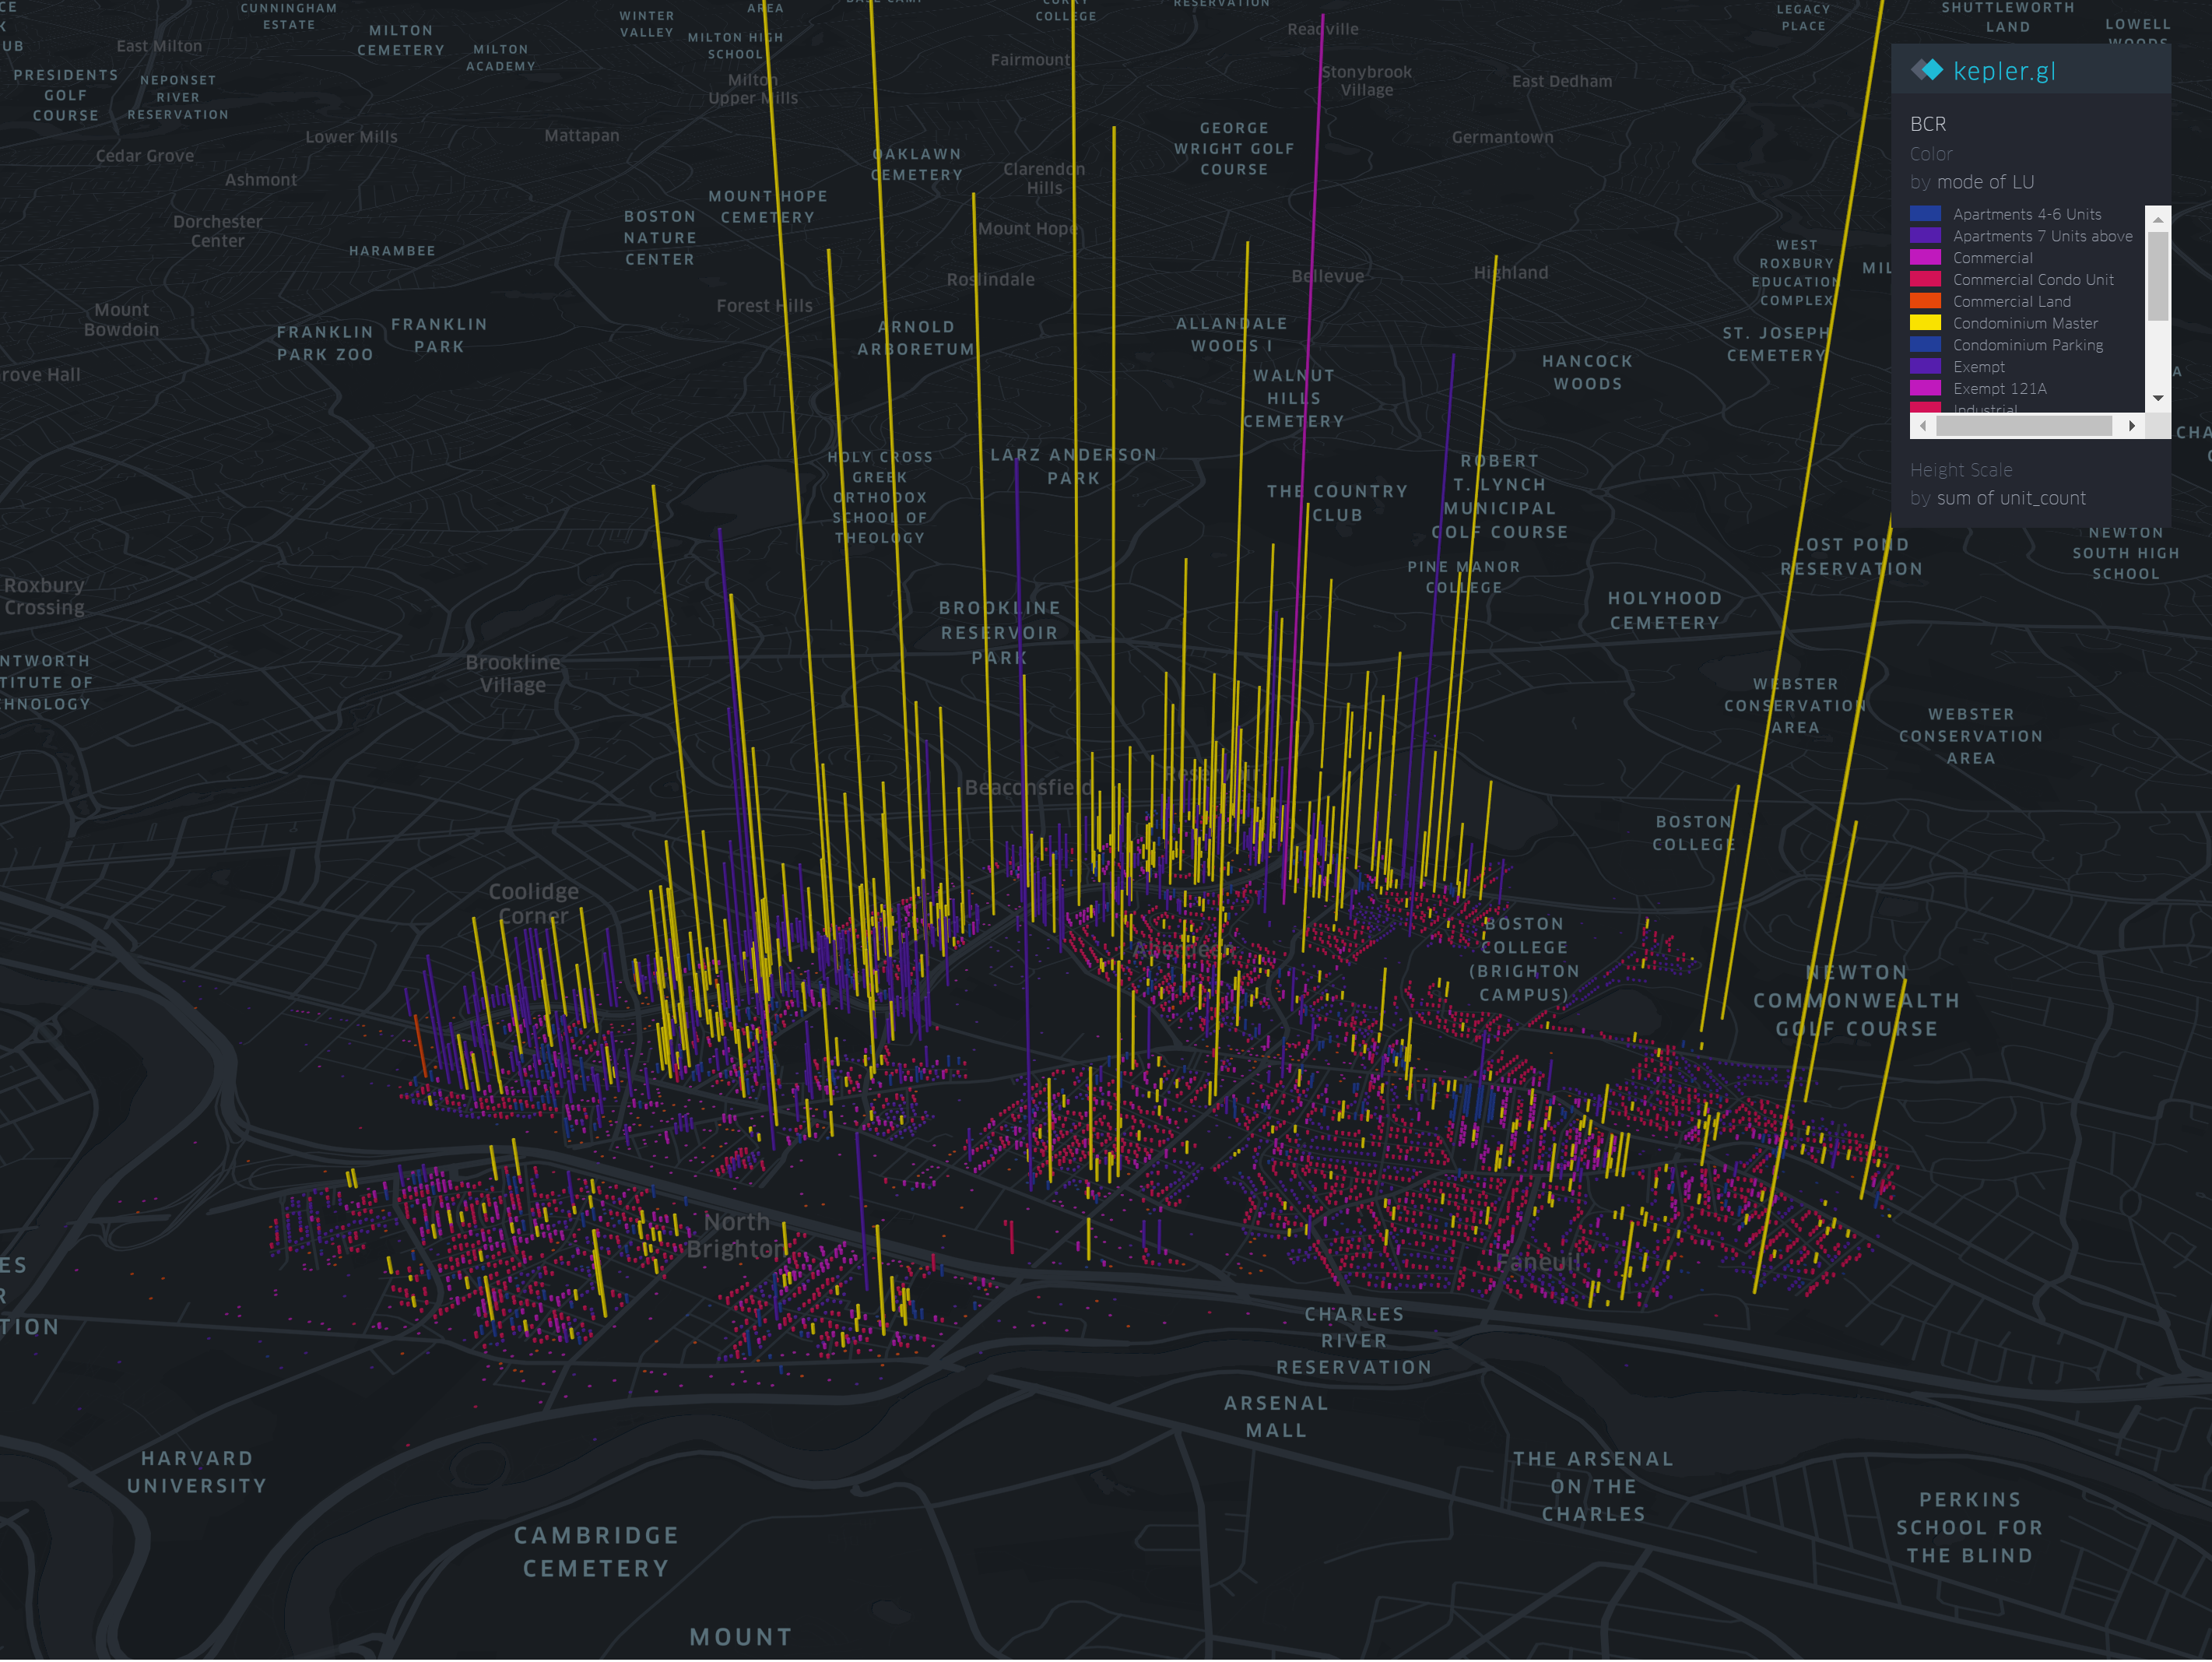 CUNNINGHAM
ESTATE
East Milton
MILTON
CEMETERY
MILTON
ACADEMY
WINTER
VALLEY
AREA
MILTON HIGH
SCHOOL
Milton
Upper Mills
COLLEGE
RESERVATION
Fairmount
Readville
Stonybrook
Village
East Dedham
LEGACY
PLACE
SHUTTLEWORTH
LAND
LOWELL
WOODS
PRESIDENTS
GOLF
COURSE
NEPONSET
RIVER
RESERVATION
Lower Mills
Mattapan
Cedar Grove
Ashmont
OAKLAWN
CEMETERY
Clarendon
Hills
GEORGE
WRIGHT GOLF
COURSE
Germantown
Dorchester
Center
HARAMBEE
BOSTON
NATURE
CENTER
MOUNT HOPE
CEMETERY
Mount Hope
Roslindale
Bellevue
Highland
WEST
ROXBURY
EDUCATION
COMPLEX
MIL
Mount
Bowdoin
FRANKLIN
PARK ZOO
FRANKLIN
PARK
Forest Hills
ARNOLD
ARBORETUM
ALLANDALE
WOODS I
ST. JOSEPH
CEMETERY
HANCOCK
WOODS
rove Hall
WALNUT
HILLS
CEMETERY
kepler.gl
BCR
Color
by mode of LU
Apartments 4-6 Units
Apartments 7 Units above
Commercial
Commercial Condo Unit
Commercial Land
Condominium Master
Condominium Parking
Exempt
Exempt 121A
Industrial
Height Scale
by sum of unit_count
CHA
HOLY CROSS
GREEK
ORTHODOX
SCHOOL OF
THEOLOGY
LARZ ANDERSON
PARK
THE COUNTRY
CLUB
ROBERT
T. LYNCH
MUNICIPAL
GOLF COURSE
PINE MANOR
COLLEGE
LOST POND
RESERVATION
NEWTON
SOUTH HIGH
SCHOOL
Roxbury
Crossing
BROOKLINE
RESERVOIR
PARK
HOLYHOOD
CEMETERY
NTWORTH
TITUTE OF
CHNOLOGY
Brookline
Village
WEBSTER
CONSERVATION
AREA
WEBSTER
CONSERVATION
AREA
Beaconsfield
Reservoir
BOSTON
COLLEGE
Coolidge
Corner
Aberdeen
BOSTON
COLLEGE
(BRIGHTON
CAMPUS)
NEWTON
COMMONWEALTH
GOLF COURSE
North
Brighton
Faneuil
ES
R
TION
CHARLES
RIVER
RESERVATION
ARSENAL
MALL
HARVARD
UNIVERSITY
THE ARSENAL
ON THE
CHARLES
PERKINS
SCHOOL FOR
THE BLIND
CAMBRIDGE
CEMETERY
MOUNT